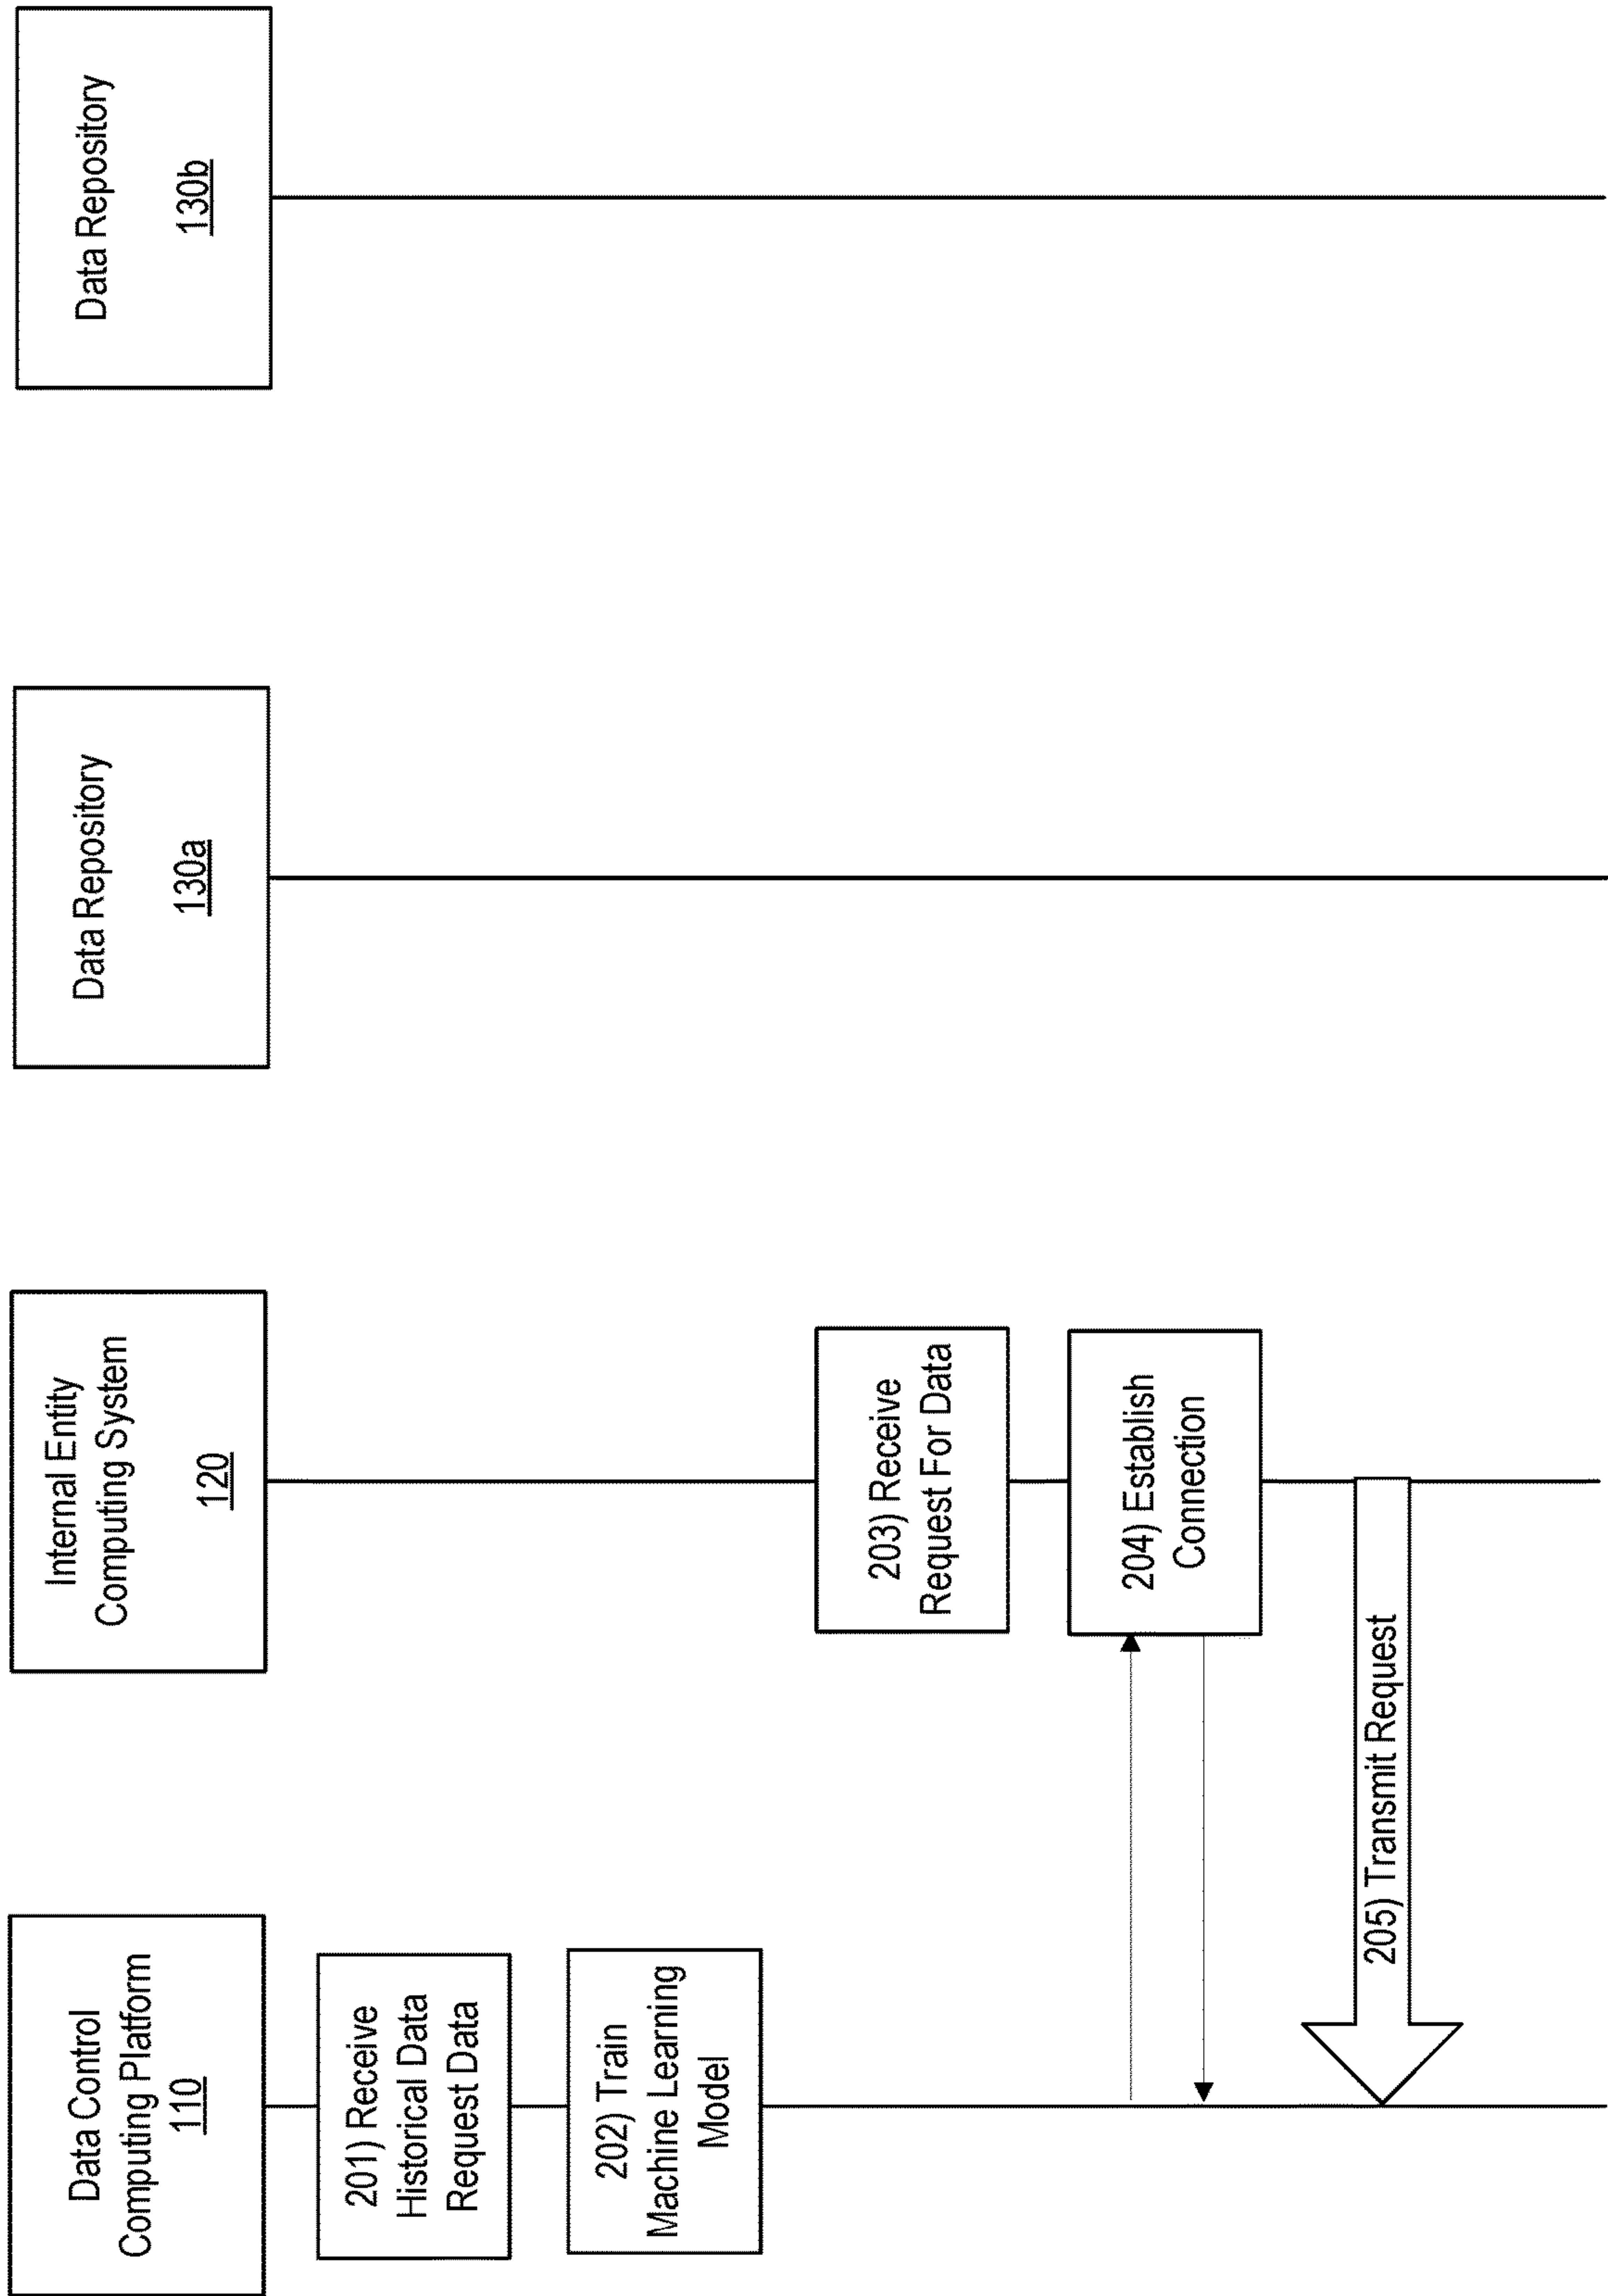 Data Control
Computing Platform
110
Internal Entity
Computing System
120
Data Repository
130a
Data Repository
130b
201) Receive
Historical Data
Request Data
202) Train
Machine Learning
Model
203) Receive
Request For Data
204) Establish
Connection
205) Transmit Request